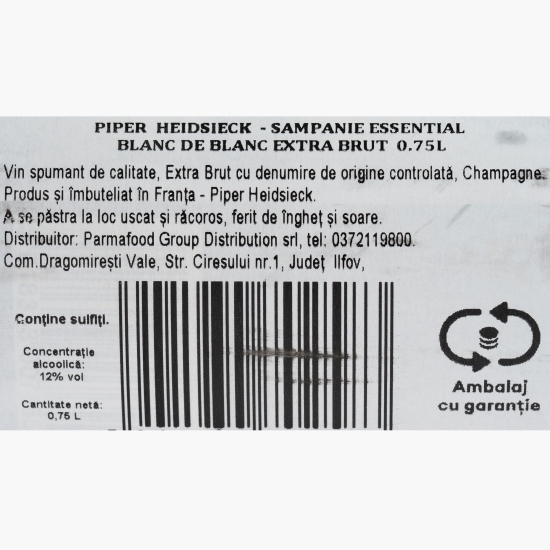 PIPER HEIDSIECK - SAMPANIE ESSENTIAL
BLANC DE BLANC EXTRA BRUT 0.75L
Vin spumant de calitate, Extra Brut cu denumire de origine controlată, Champagne.
Produs și îmbuteliat în Franța - Piper Heidsieck.
A se păstra la loc uscat și răcoros, ferit de îngheț și soare.
Distribuitor: Parmafood Group Distribution srl, tel: 0372119800.
Com.Dragomirești Vale, Str. Ciresului nr.1, Județ Ilfov,
Conține sulfiți.
Concentrație
alcoolică:
12% vol
Cantitate netă:
0,75 L
Ambalaj
cu garanție